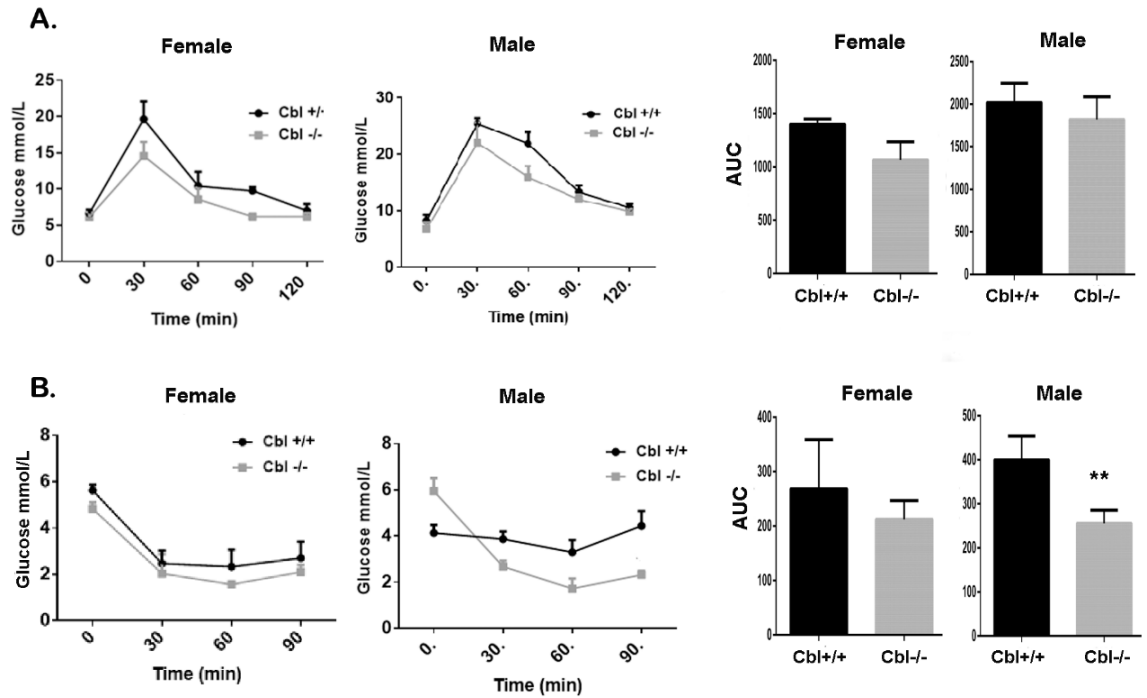 A.
Female
Glucose mmol/L
25
20
15
10
5
0
Cbl +/·
Cbl -/-
0
30
60
90
120
Time (min)
Male
Glucose mmol/L
30
20
10
0
Cbl +/+
Cbl -/-
0.
30.
60.
90.
120.
Time (min)
Female
AUC
2000
1500
1000
500
0
Cbl+/+ Cbl-/-
Male
2500
2000
1500
1000
500
0
Cbl+/+ Cbl-/-
B.
Female
Glucose mmol/L
8
6
4
2
0
Cbl +/+
Cbl -/-
0
30
60
90
Time (min)
Male
Glucose mmol/L
8
6
4
2
0
Cbl +/+
Cbl -/-
0.
30.
60.
90.
Time (min)
Female
AUC
400
300
200
100
0
Cbl+/+ Cbl-/-
Male
500
400
300
200
100
0
**
Cbl+/+ Cbl-/-